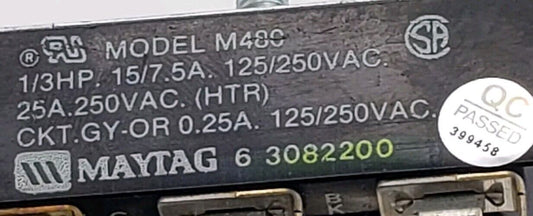 ® MODEL M480
1/3HP. 15/7.5A. 125/250VAC.
25A.250VAC. (HTR)
CKT.GY-OR 0.25A. 125/250VAC.
MAYTAG 6 3082200
QC
PASSED
399458